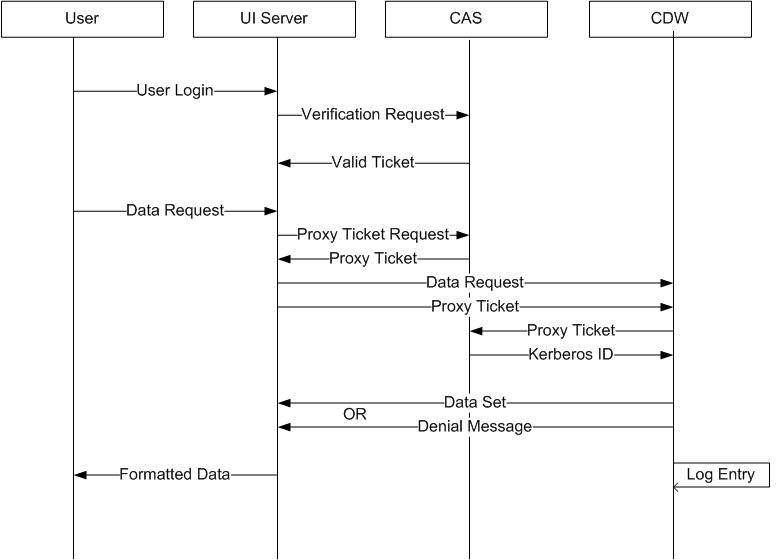 User
UI Server
CAS
CDW
User Login
Verification Request
Valid Ticket
Data Request
Proxy Ticket Request
Proxy Ticket
Data Request
Proxy Ticket
Proxy Ticket
Kerberos ID
Data Set
OR
Denial Message
Formatted Data
Log Entry